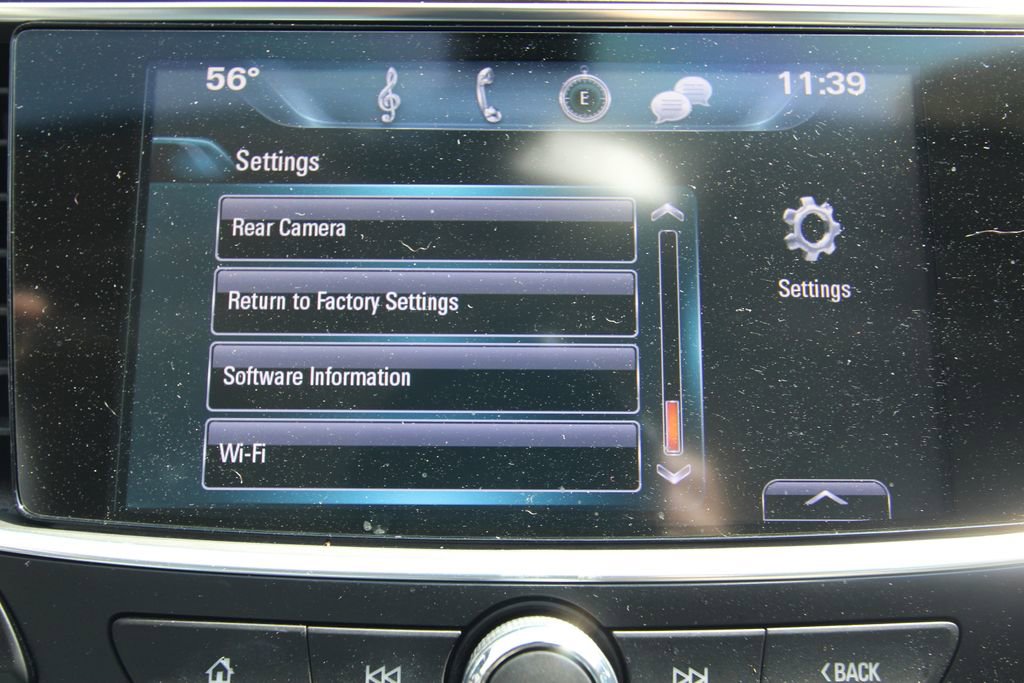 56° E 11:39
Settings
Rear Camera
Return to Factory Settings
Settings
Software Information
Wi-Fi
BACK